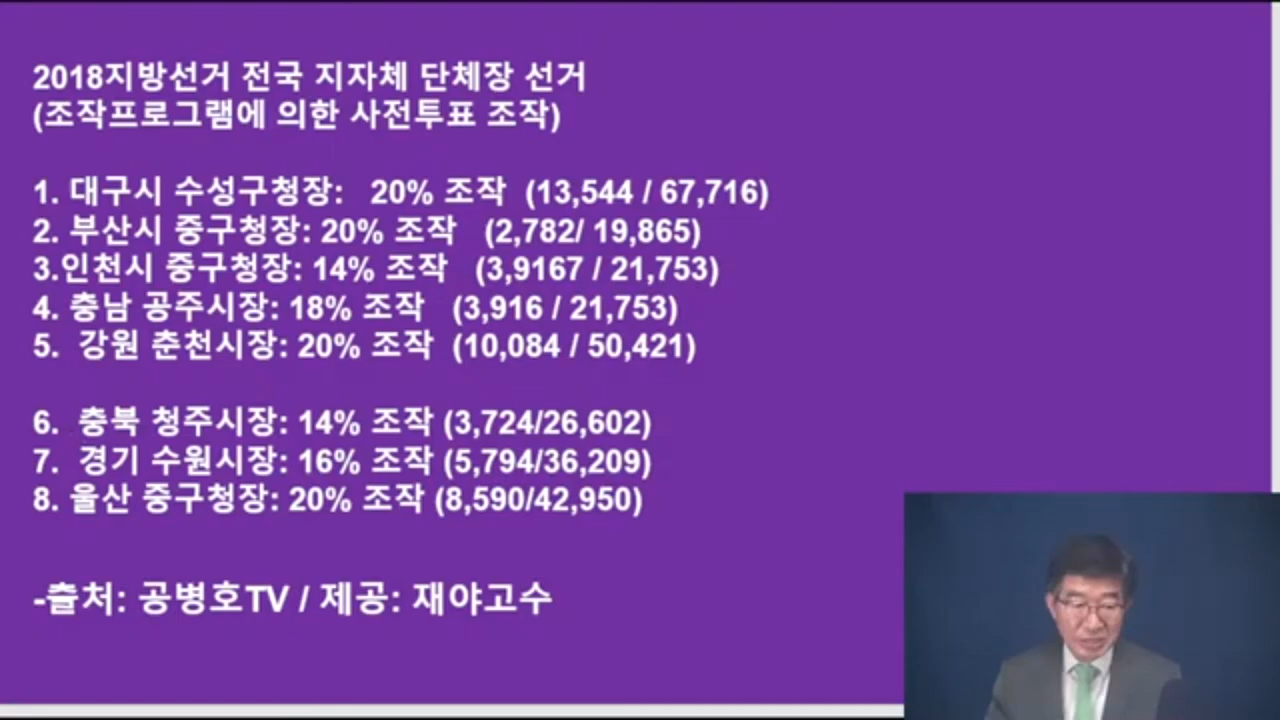 2018지방선거 전국 지자체 단체장 선거
(조작프로그램에 의한 사전투표 조작)
1. 대구시 수성구청장: 20% 조작 (13,544 / 67,716)
2. 부산시 중구청장: 20% 조작 (2,782/ 19,865)
3.인천시 중구청장: 14% 조작 (3,9167 / 21,753)
4. 충남 공주시장: 18% 조작 (3,916 / 21,753)
5. 강원 춘천시장: 20% 조작 (10,084 / 50,421)
6. 충북 청주시장: 14% 조작 (3,724/26,602)
7. 경기 수원시장: 16% 조작 (5,794/36,209)
8. 울산 중구청장: 20% 조작 (8,590/42,950)
-출처: 공병호TV / 제공: 재야고수